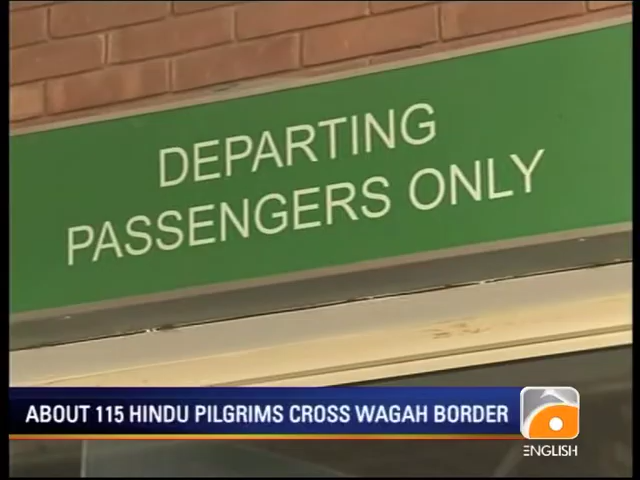 DEPARTING
PASSENGERS ONLY
ABOUT 115 HINDU PILGRIMS CROSS WAGAH BORDER
ENGLISH